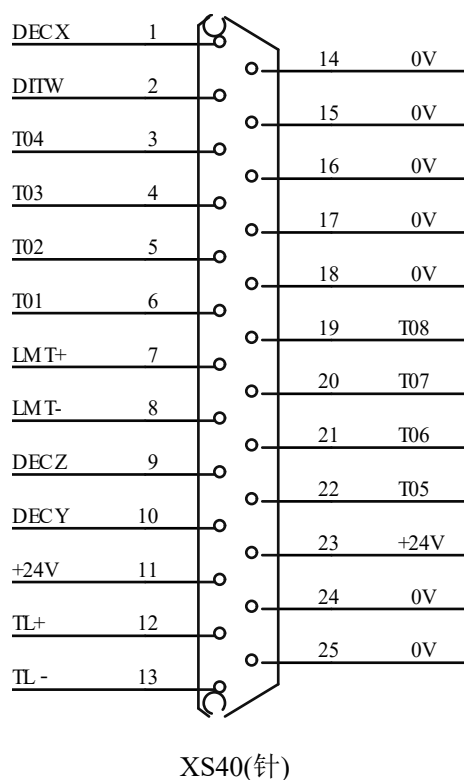 DECX 1
14 0V
DITW 2
15 0V
T04 3
16 0V
T03 4
17 0V
T02 5
18 0V
T01 6
19 T08
LMT+ 7
20 T07
LMT- 8
21 T06
DECZ 9
22 T05
DECY 10
23 +24V
+24V 11
24 0V
TL+ 12
25 0V
TL- 13
XS40(针)